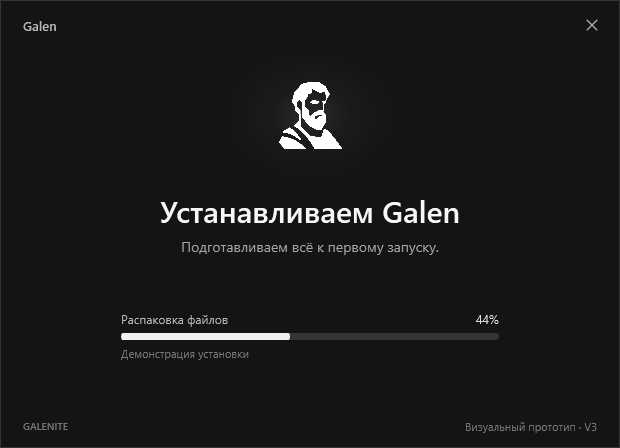 Galen
Устанавливаем Galen
Подготавливаем всё к первому запуску.
Распаковка файлов 44%
Демонстрация установки
GALENITE Визуальный прототип · V3